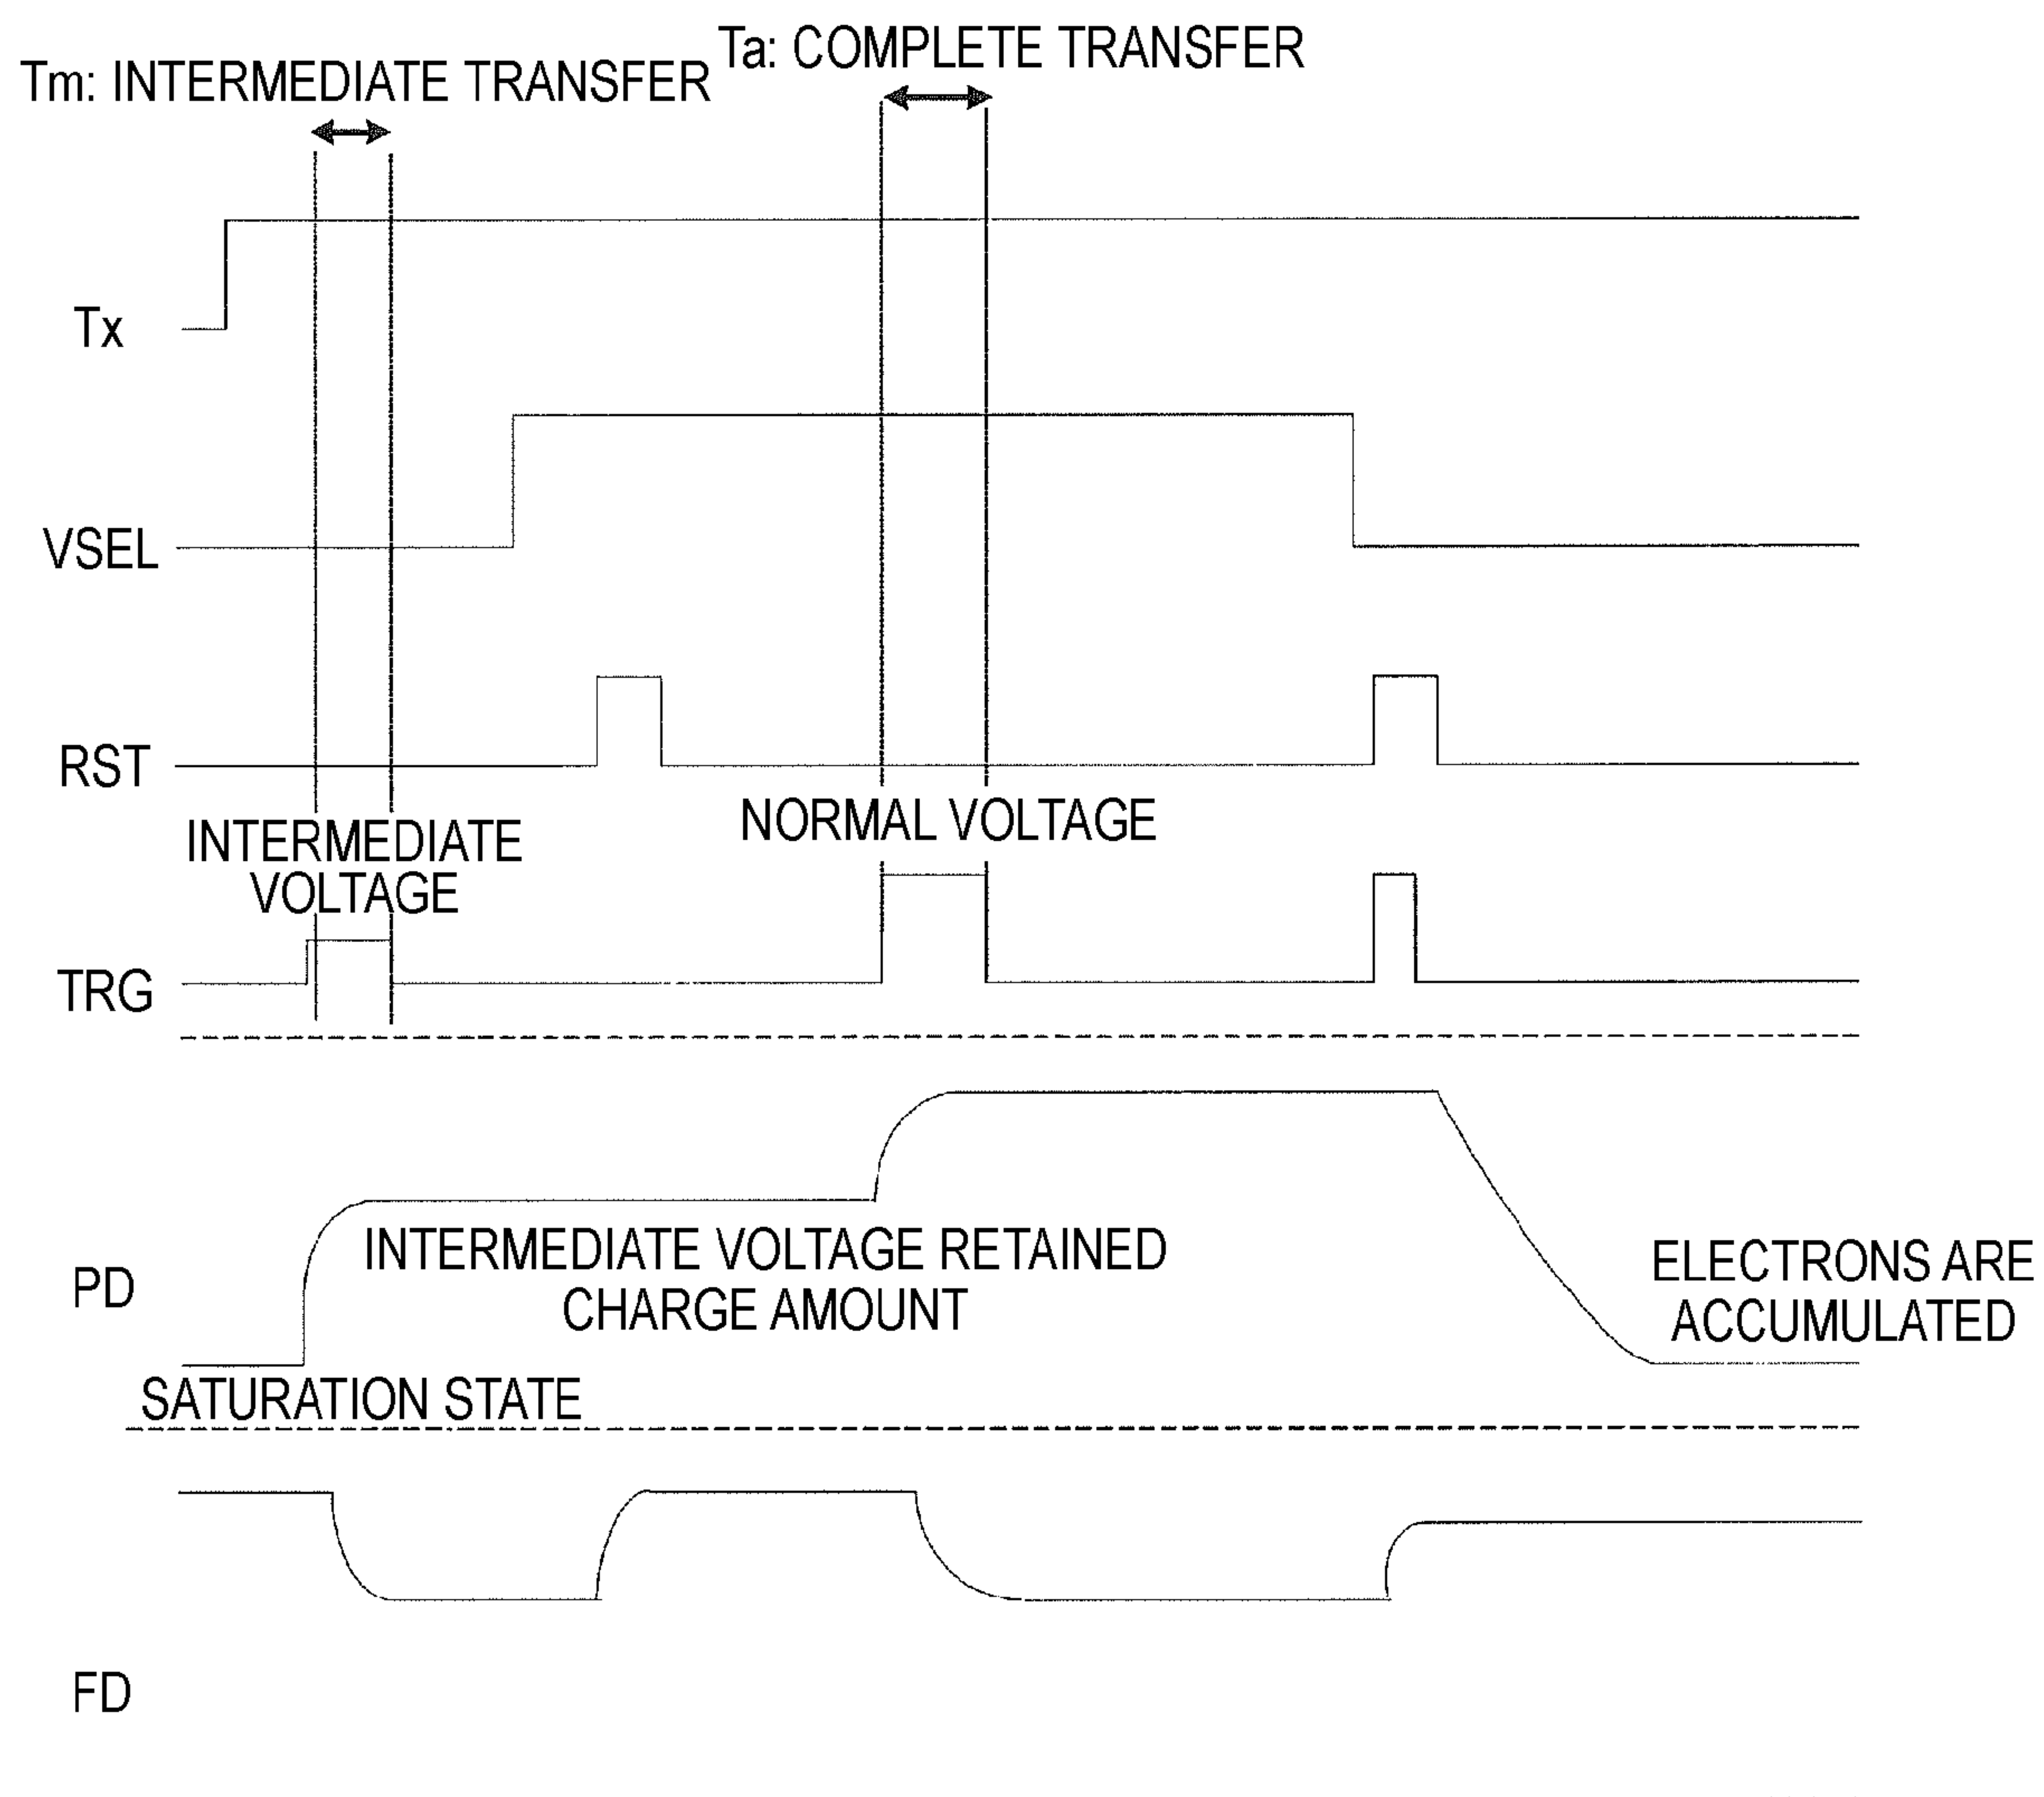 Ta: COMPLETE TRANSFER
Tm: INTERMEDIATE TRANSFER
Tx
VSEL
RST
INTERMEDIATE
VOLTAGE
NORMAL VOLTAGE
TRG
INTERMEDIATE VOLTAGE RETAINED
CHARGE AMOUNT
PD
ELECTRONS ARE
ACCUMULATED
SATURATION STATE
FD